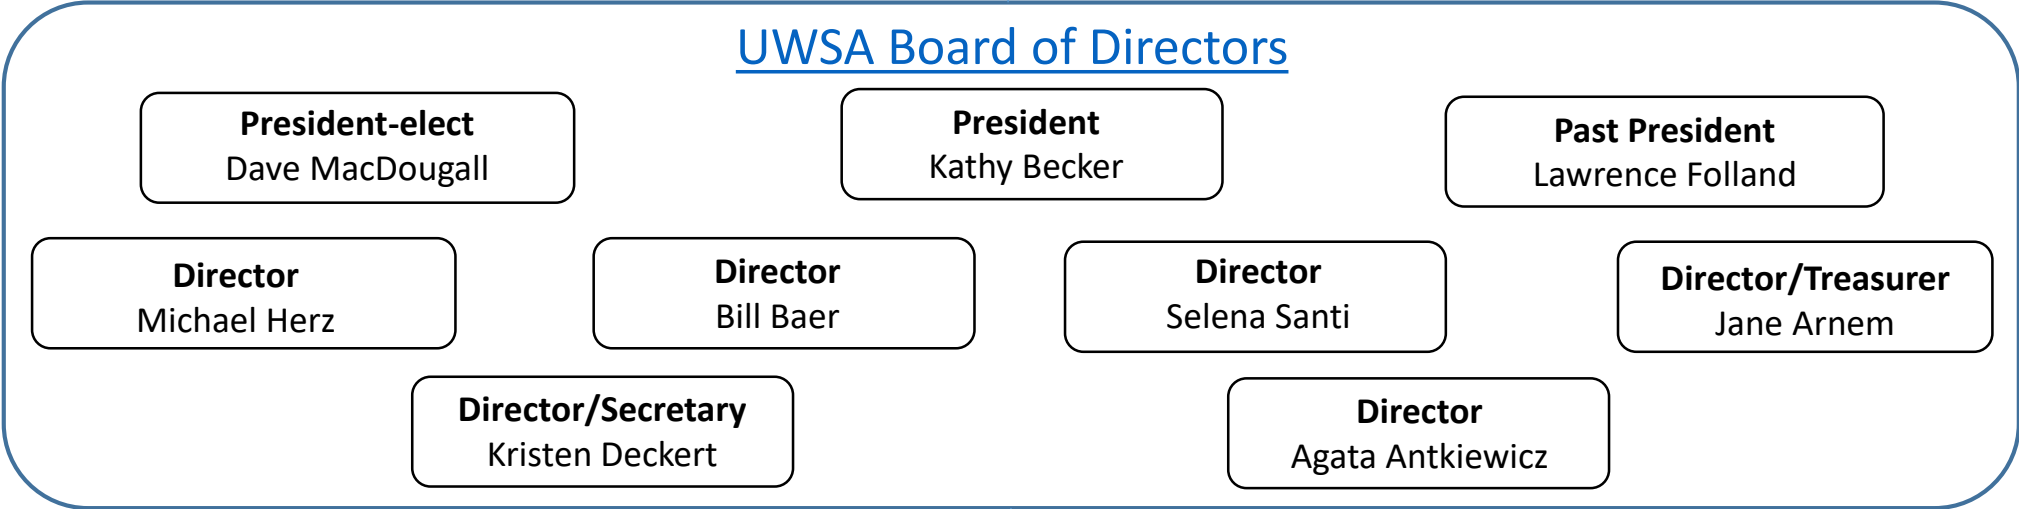 UWSA Board of Directors
President-elect
Dave MacDougall
President
Kathy Becker
Past President
Lawrence Folland
Director
Michael Herz
Director
Bill Baer
Director
Selena Santi
Director/Treasurer
Jane Arnem
Director/Secretary
Kristen Deckert
Director
Agata Antkiewicz